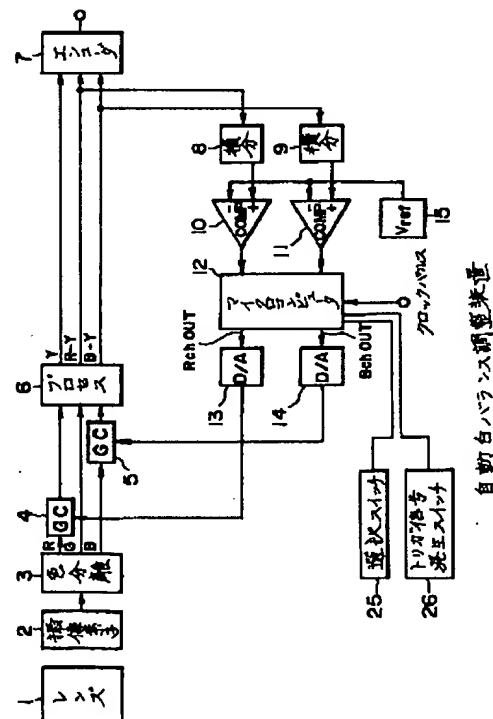 1
レンズ
2
撮像素子
3
色分離
R
G
B
4
GC
5
GC
6
プロセス
Y
R-Y
B-Y
7
エンコーダ
8
積分
9
積分
10
COMP
- +
11
COMP
- +
12
マイクロコンピュータ
Rch OUT
Bch OUT
13
D/A
14
D/A
15
Vref
クロックパルス
25
選択スイッチ
26
トリガ信号
発生スイッチ
自動白バランス調整装置